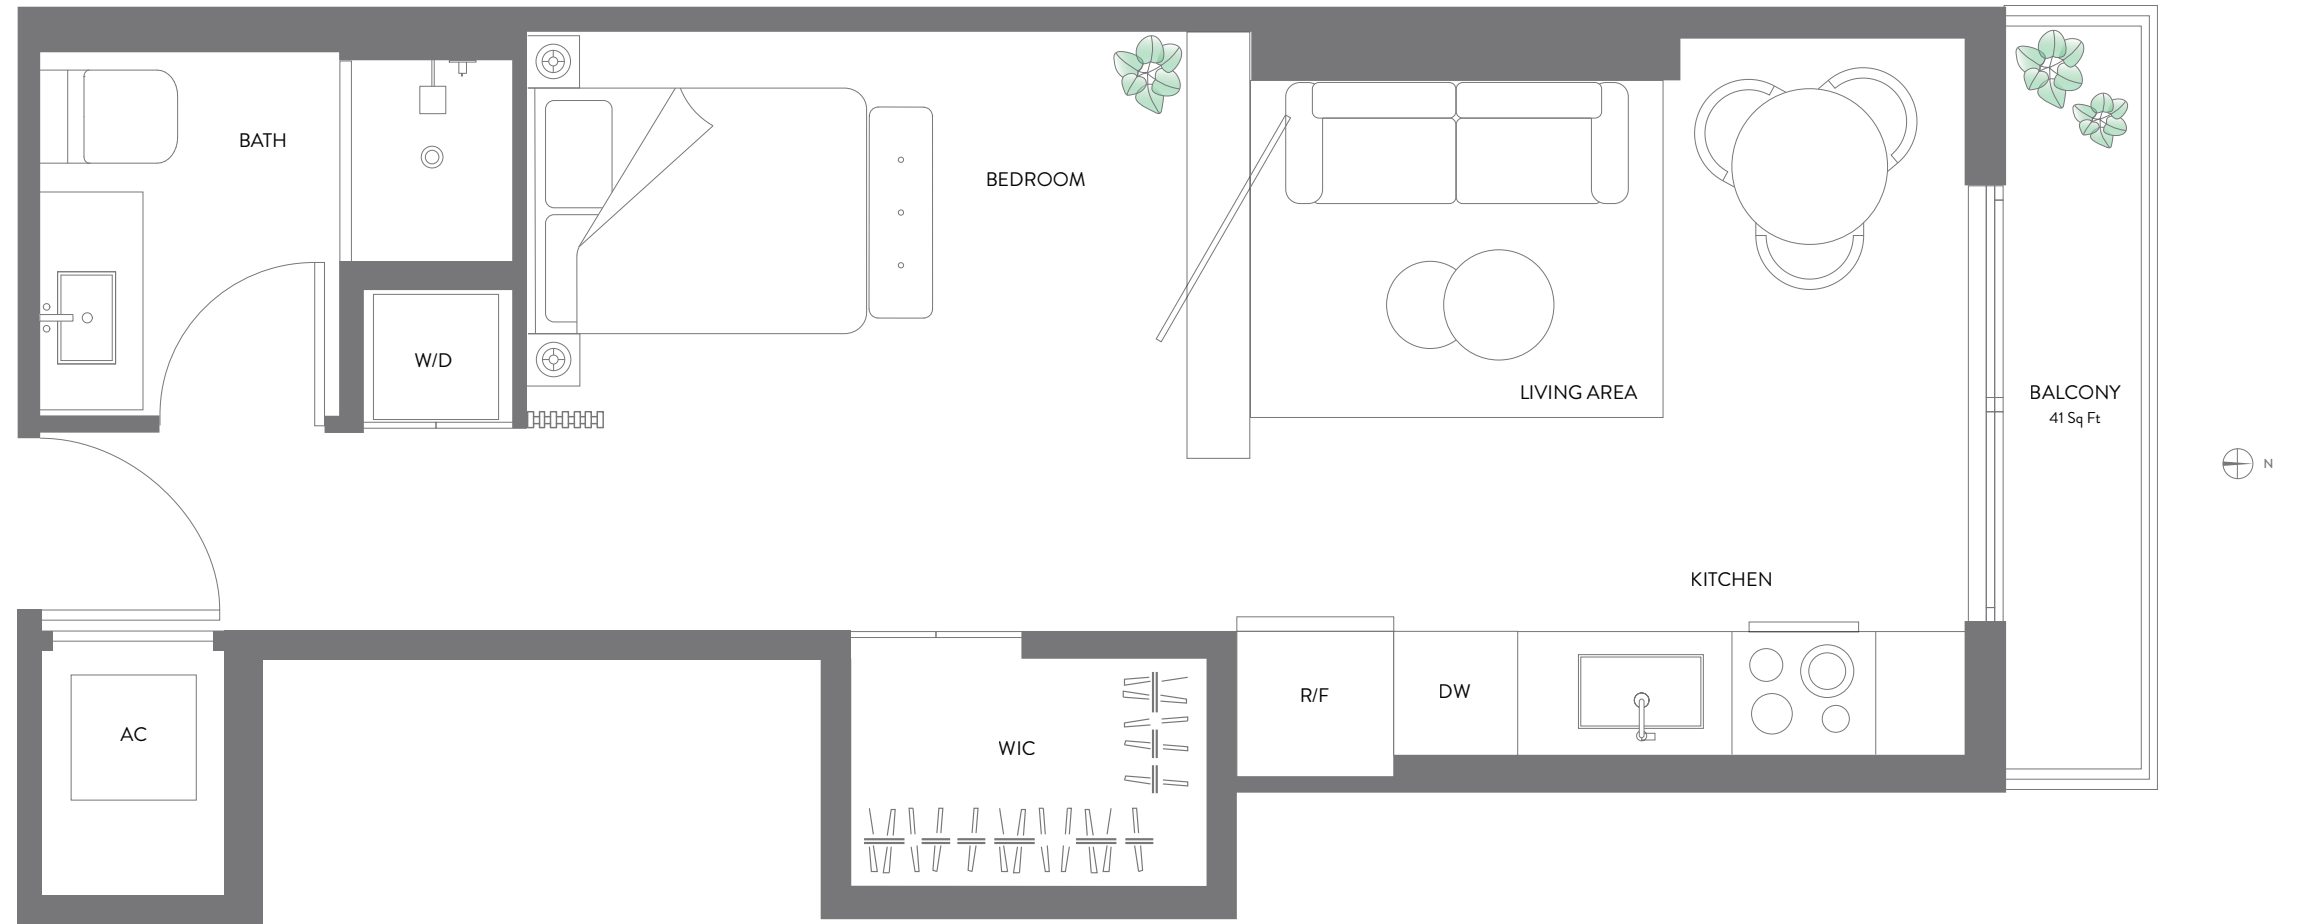 BATH
BEDROOM
W/D
LIVING AREA
BALCONY
41 Sq Ft
N
KITCHEN
R/F
DW
AC
WIC